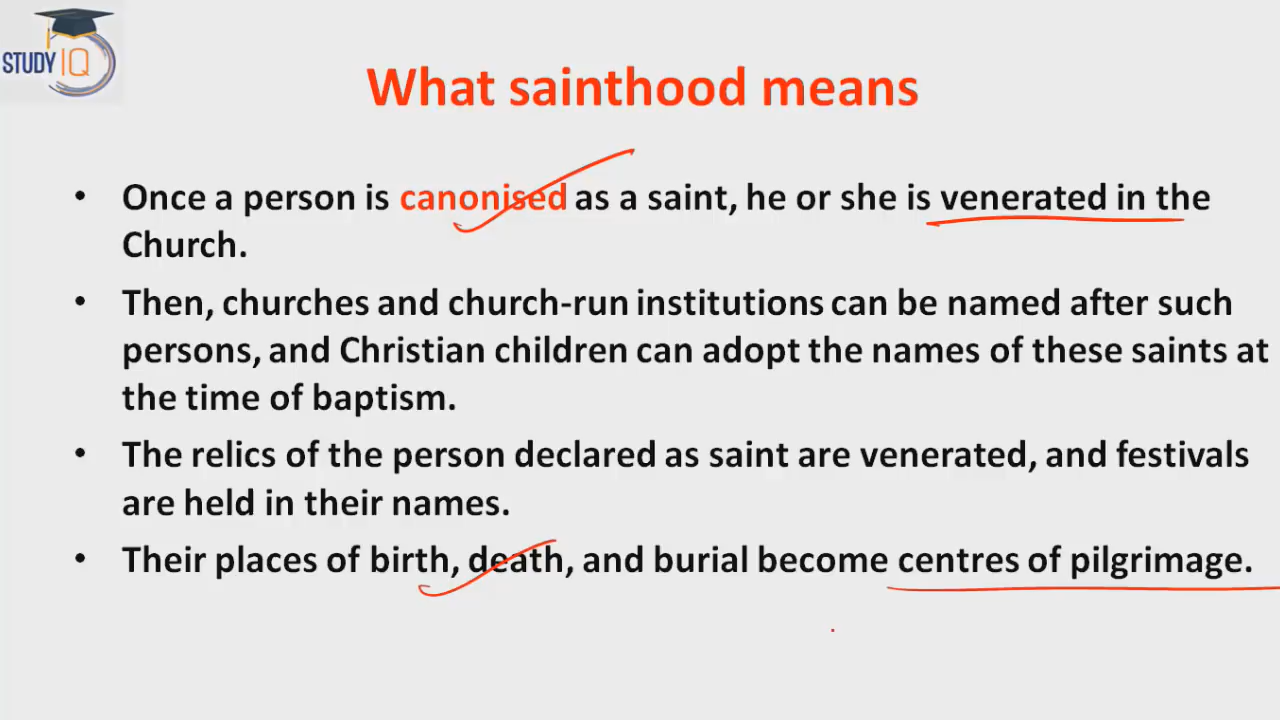 STUDY IQ
What sainthood means
• Once a person is canonised as a saint, he or she is venerated in the
Church.
• Then, churches and church-run institutions can be named after such
persons, and Christian children can adopt the names of these saints at
the time of baptism.
• The relics of the person declared as saint are venerated, and festivals
are held in their names.
• Their places of birth, death, and burial become centres of pilgrimage.